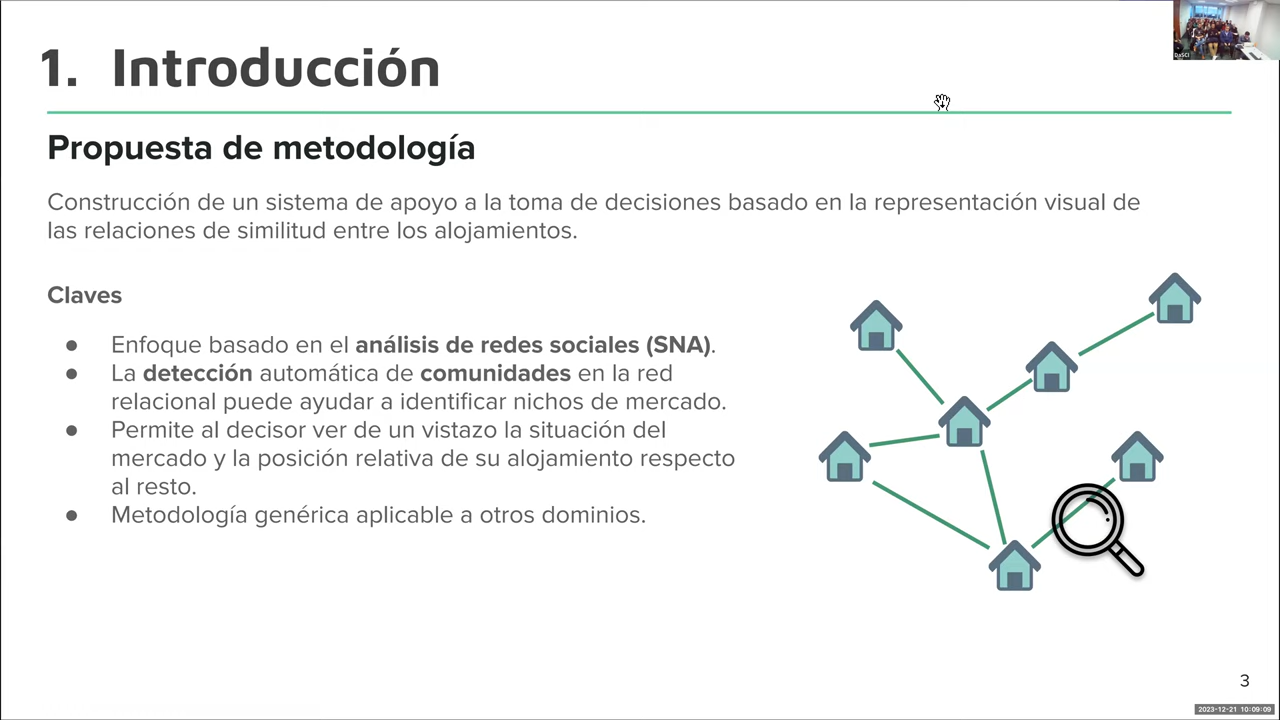 1. Introducción
Propuesta de metodología
Construcción de un sistema de apoyo a la toma de decisiones basado en la representación visual de
las relaciones de similitud entre los alojamientos.
Claves
● Enfoque basado en el análisis de redes sociales (SNA).
● La detección automática de comunidades en la red
relacional puede ayudar a identificar nichos de mercado.
● Permite al decisor ver de un vistazo la situación del
mercado y la posición relativa de su alojamiento respecto
al resto.
● Metodología genérica aplicable a otros dominios.
DaSCI
3
2023-12-21 10:09:09